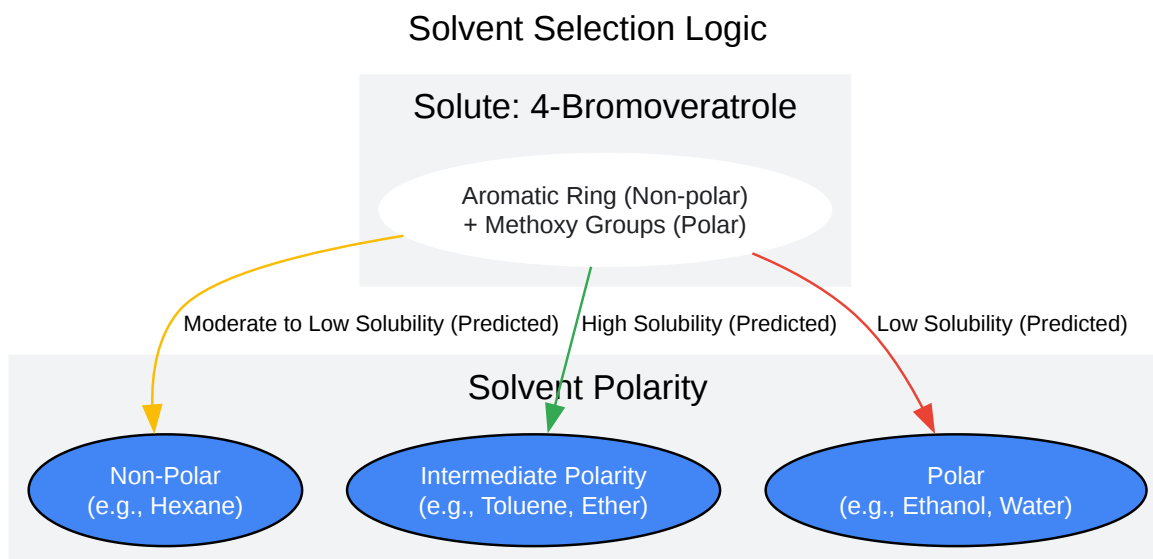 Solvent Selection Logic
Solute: 4-Bromoveratrole
Aromatic Ring (Non-polar)
+ Methoxy Groups (Polar)
Moderate to Low Solubility (Predicted)
High Solubility (Predicted)
Low Solubility (Predicted)
Solvent Polarity
Non-Polar
(e.g., Hexane)
Intermediate Polarity
(e.g., Toluene, Ether)
Polar
(e.g., Ethanol, Water)